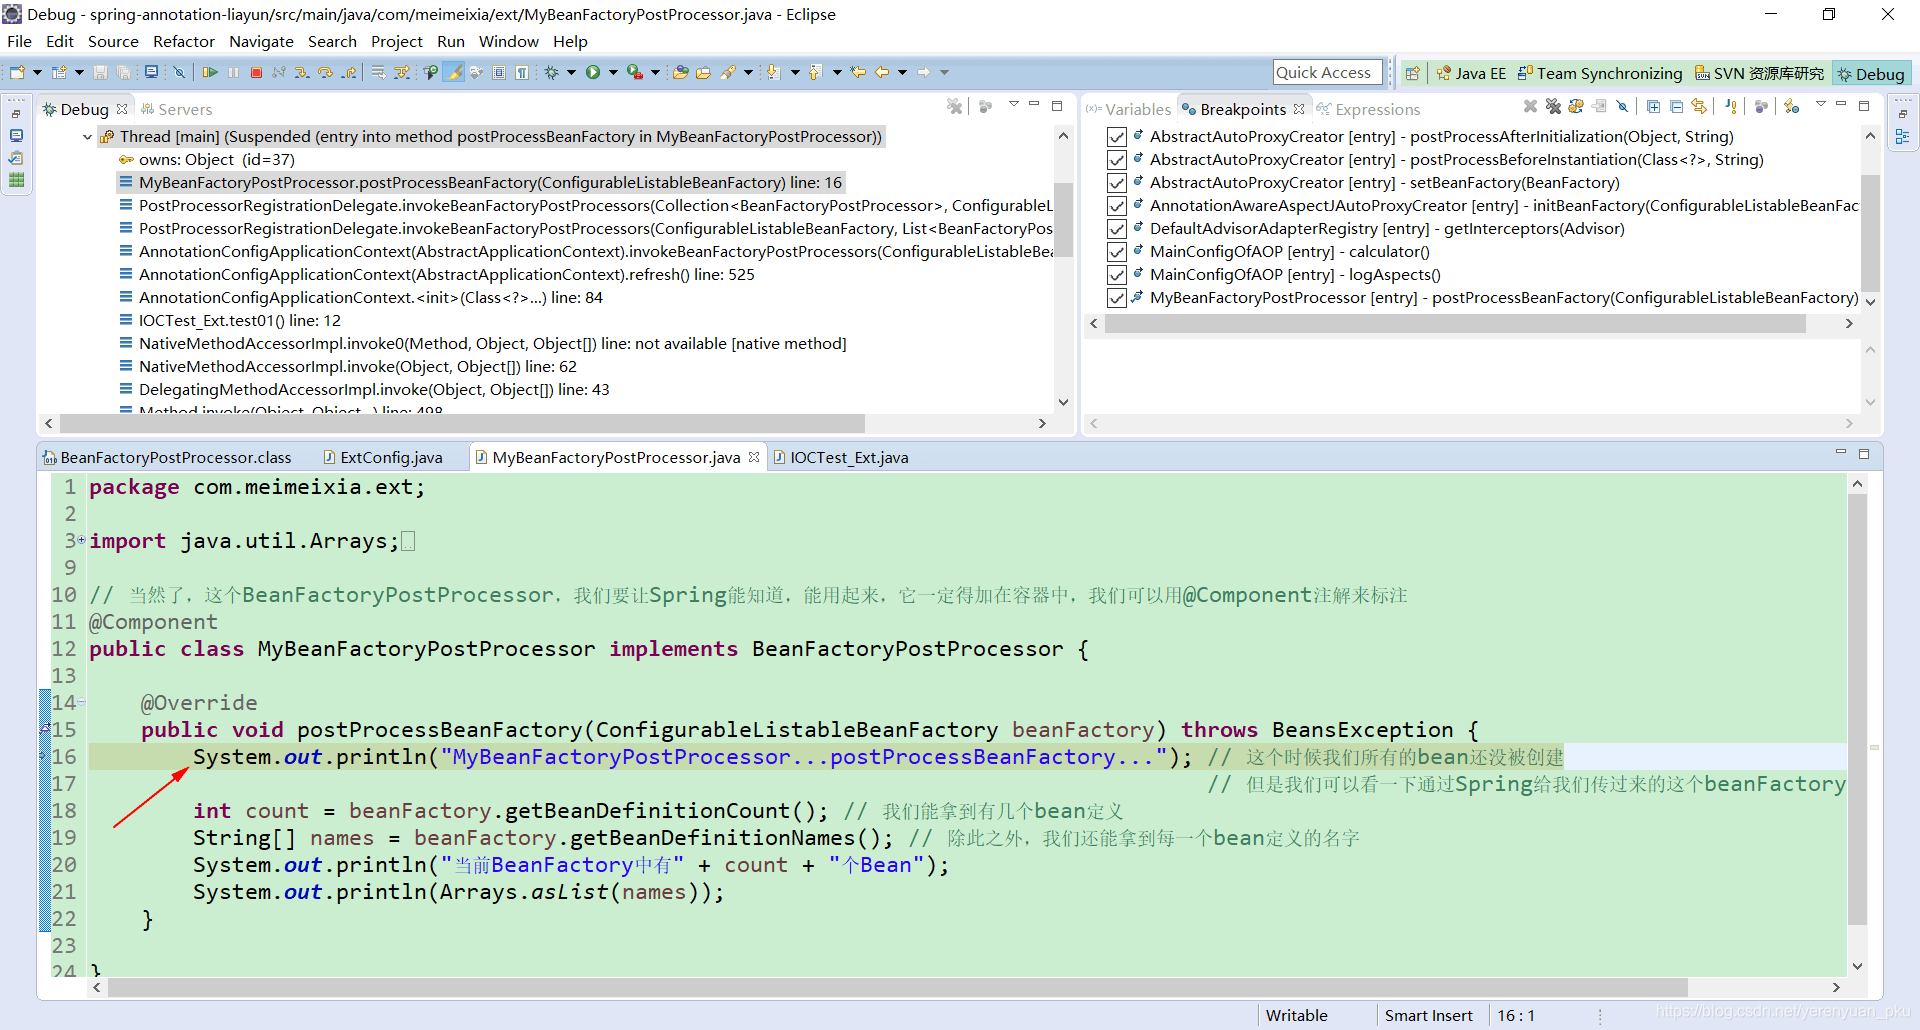 Debug - spring-annotation-liayun/src/main/java/com/meimeixia/ext/MyBeanFactoryPostProcessor.java - Eclipse
File Edit Source Refactor Navigate Search Project Run Window Help
Quick Access Java EE Team Synchronizing SVN 资源库研究 Debug
Debug Servers
Thread [main] (Suspended (entry into method postProcessBeanFactory in MyBeanFactoryPostProcessor))
owns: Object (id=37)
MyBeanFactoryPostProcessor.postProcessBeanFactory(ConfigurableListableBeanFactory) line: 16
PostProcessorRegistrationDelegate.invokeBeanFactoryPostProcessors(Collection<BeanFactoryPostProcessor>, ConfigurableL
PostProcessorRegistrationDelegate.invokeBeanFactoryPostProcessors(ConfigurableListableBeanFactory, List<BeanFactoryPos
AnnotationConfigApplicationContext(AbstractApplicationContext).invokeBeanFactoryPostProcessors(ConfigurableListableBea
AnnotationConfigApplicationContext(AbstractApplicationContext).refresh() line: 525
AnnotationConfigApplicationContext.<init>(Class<?>...) line: 84
IOCTest_Ext.test01() line: 12
NativeMethodAccessorImpl.invoke0(Method, Object, Object[]) line: not available [native method]
NativeMethodAccessorImpl.invoke(Object, Object[]) line: 62
DelegatingMethodAccessorImpl.invoke(Object, Object[]) line: 43
Method.invoke(Object, Object...) line: 498
(x)= Variables Breakpoints Expressions
AbstractAutoProxyCreator [entry] - postProcessAfterInitialization(Object, String)
AbstractAutoProxyCreator [entry] - postProcessBeforeInstantiation(Class<?>, String)
AbstractAutoProxyCreator [entry] - setBeanFactory(BeanFactory)
AnnotationAwareAspectJAutoProxyCreator [entry] - initBeanFactory(ConfigurableListableBeanFac
DefaultAdvisorAdapterRegistry [entry] - getInterceptors(Advisor)
MainConfigOfAOP [entry] - calculator()
MainConfigOfAOP [entry] - logAspects()
MyBeanFactoryPostProcessor [entry] - postProcessBeanFactory(ConfigurableListableBeanFactory)
BeanFactoryPostProcessor.class ExtConfig.java MyBeanFactoryPostProcessor.java IOCTest_Ext.java
1 package com.meimeixia.ext;
2
3 import java.util.Arrays;
9
10 // 当然了，这个BeanFactoryPostProcessor，我们要让Spring能知道，能用起来，它一定得加在容器中，我们可以用@Component注解来标注
11 @Component
12 public class MyBeanFactoryPostProcessor implements BeanFactoryPostProcessor {
13
14 @Override
15 public void postProcessBeanFactory(ConfigurableListableBeanFactory beanFactory) throws BeansException {
16 System.out.println("MyBeanFactoryPostProcessor...postProcessBeanFactory..."); // 这个时候我们所有的bean还没被创建
17 // 但是我们可以看一下通过Spring给我们传过来的这个beanFactory
18 int count = beanFactory.getBeanDefinitionCount(); // 我们能拿到有几个bean定义
19 String[] names = beanFactory.getBeanDefinitionNames(); // 除此之外，我们还能拿到每一个bean定义的名字
20 System.out.println("当前BeanFactory中有" + count + "个Bean");
21 System.out.println(Arrays.asList(names));
22 }
23
24 }
Writable Smart Insert 16 : 1
https://blog.csdn.net/yerenyuan_pku